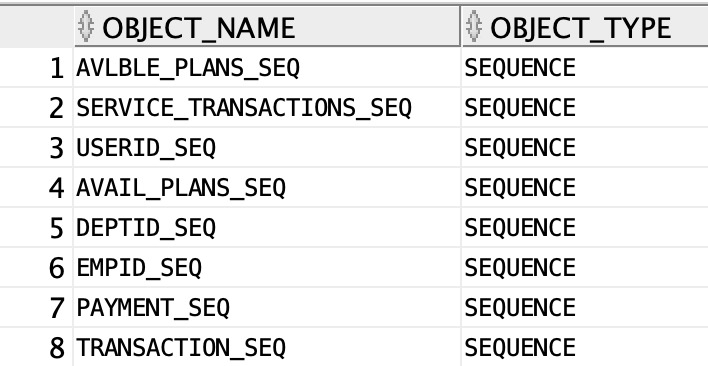 OBJECT_NAME OBJECT_TYPE
1 AVLBLE_PLANS_SEQ SEQUENCE
2 SERVICE_TRANSACTIONS_SEQ SEQUENCE
3 USERID_SEQ SEQUENCE
4 AVAIL_PLANS_SEQ SEQUENCE
5 DEPTID_SEQ SEQUENCE
6 EMPID_SEQ SEQUENCE
7 PAYMENT_SEQ SEQUENCE
8 TRANSACTION_SEQ SEQUENCE